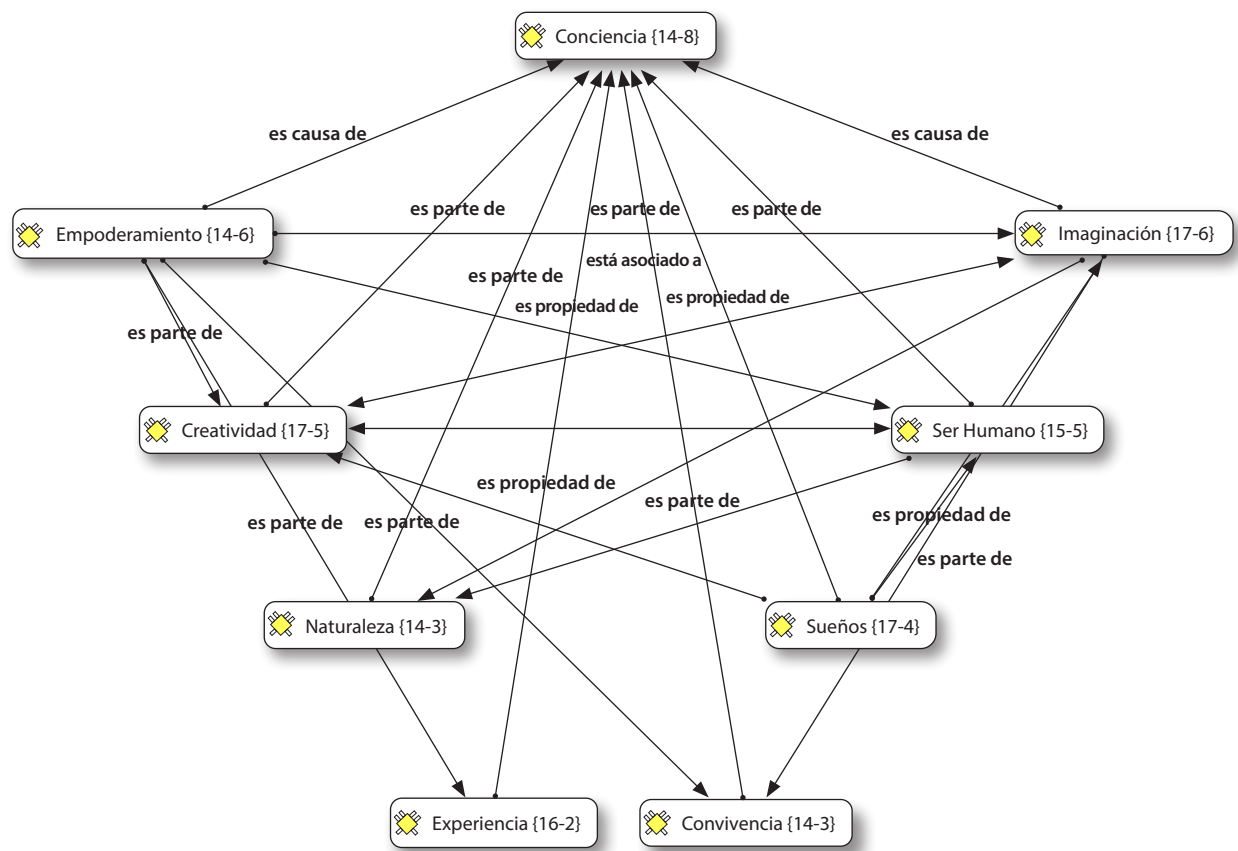 Conciencia {14-8}
es causa de
es causa de
es parte de
es parte de
es parte de
Empoderamiento {14-6}
Imaginación {17-6}
está asociado a
es parte de
es propiedad de
es propiedad de
es parte de
Creatividad {17-5}
Ser Humano {15-5}
es propiedad de
es parte de
es parte de
es parte de
es propiedad de
es parte de
Naturaleza {14-3}
Sueños {17-4}
Experiencia {16-2}
Convivencia {14-3}